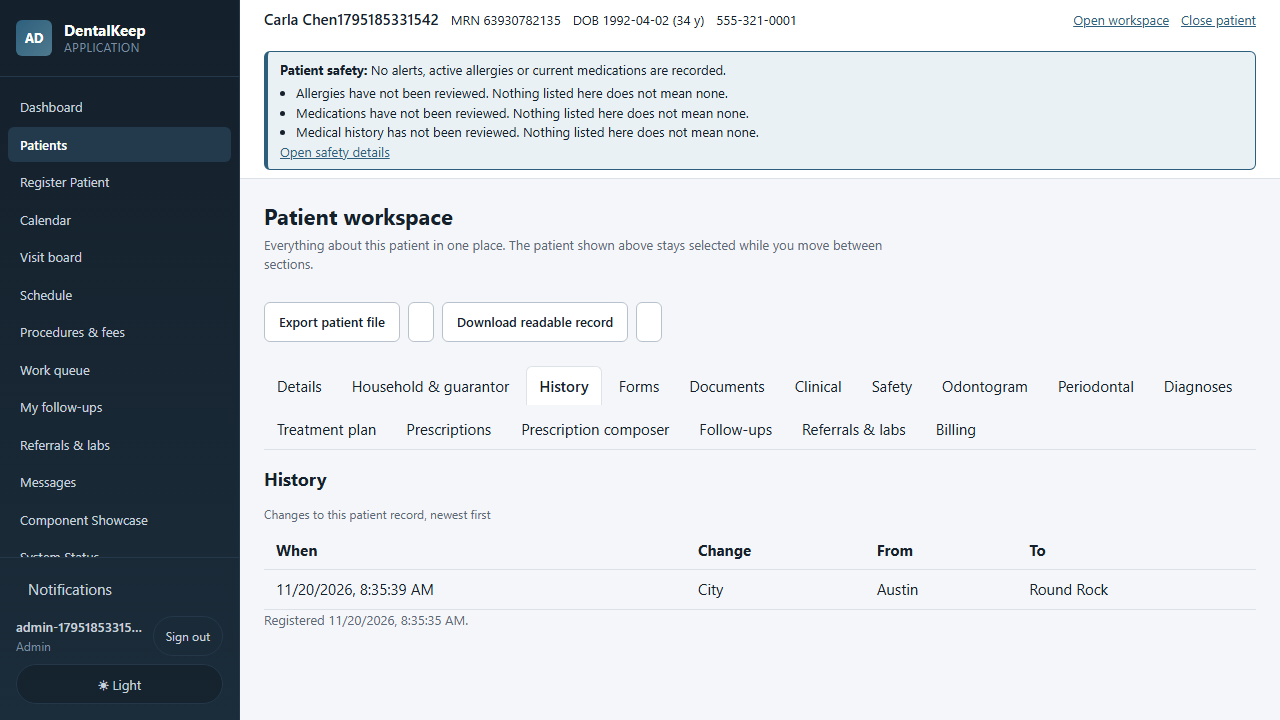 AD
DentalKeep
APPLICATION
Dashboard
Patients
Register Patient
Calendar
Visit board
Schedule
Procedures & fees
Work queue
My follow-ups
Referrals & labs
Messages
Component Showcase
System Status
Notifications
admin-17951853315...
Admin
Sign out
☀ Light
Carla Chen1795185331542 MRN 63930782135 DOB 1992-04-02 (34 y) 555-321-0001
Open workspace Close patient
Patient safety: No alerts, active allergies or current medications are recorded.
• Allergies have not been reviewed. Nothing listed here does not mean none.
• Medications have not been reviewed. Nothing listed here does not mean none.
• Medical history has not been reviewed. Nothing listed here does not mean none.
Open safety details
Patient workspace
Everything about this patient in one place. The patient shown above stays selected while you move between
sections.
Export patient file Download readable record
Details Household & guarantor History Forms Documents Clinical Safety Odontogram Periodontal Diagnoses
Treatment plan Prescriptions Prescription composer Follow-ups Referrals & labs Billing
History
Changes to this patient record, newest first
When Change From To
11/20/2026, 8:35:39 AM City Austin Round Rock
Registered 11/20/2026, 8:35:35 AM.